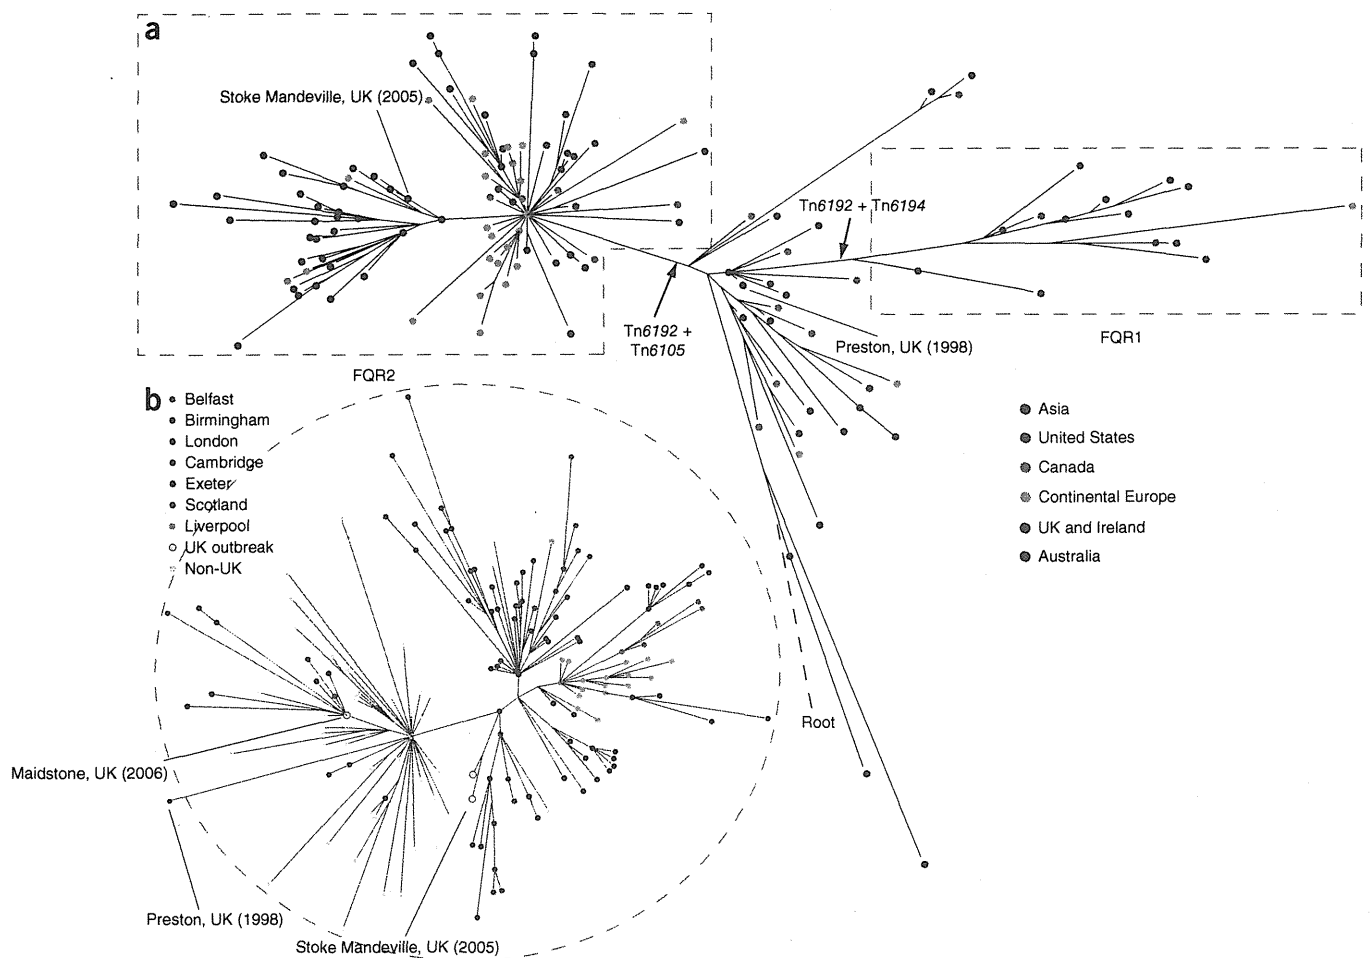 a
Stoke Mandeville, UK (2005)
Tn6192 + Tn6194
Tn6192 +
Tn6105
Preston, UK (1998)
FQR1
FQR2
b
Belfast
Birmingham
London
Cambridge
Exeter
Scotland
Liverpool
UK outbreak
Non-UK
Asia
United States
Canada
Continental Europe
UK and Ireland
Australia
Root
Maidstone, UK (2006)
Preston, UK (1998)
Stoke Mandeville, UK (2005)